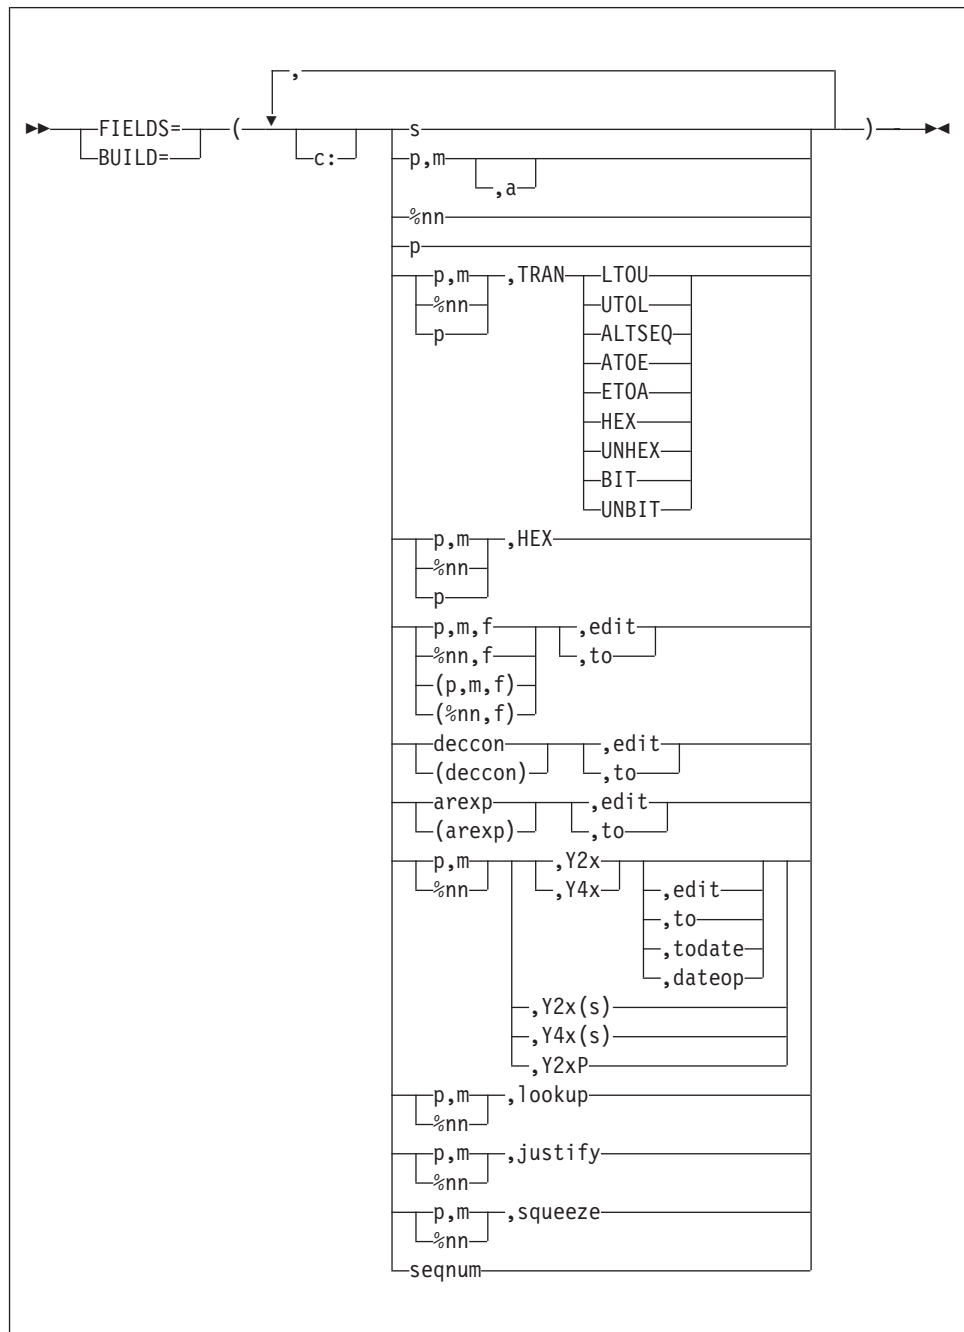 ,
FIELDS= ( c: s ) 
BUILD=
p,m ,a
%nn
p
p,m ,TRAN LTOU
%nn UTOL
p ALTSEQ
ATOE
ETOA
HEX
UNHEX
BIT
UNBIT
p,m ,HEX
%nn
p
p,m,f ,edit
%nn,f ,to
(p,m,f)
(%nn,f)
deccon ,edit
(deccon) ,to
arexp ,edit
(arexp) ,to
p,m ,Y2x
%nn ,Y4x ,edit
,to
,todate
,dateop
,Y2x(s)
,Y4x(s)
,Y2xP
p,m ,lookup
%nn
p,m ,justify
%nn
p,m ,squeeze
%nn
seqnum